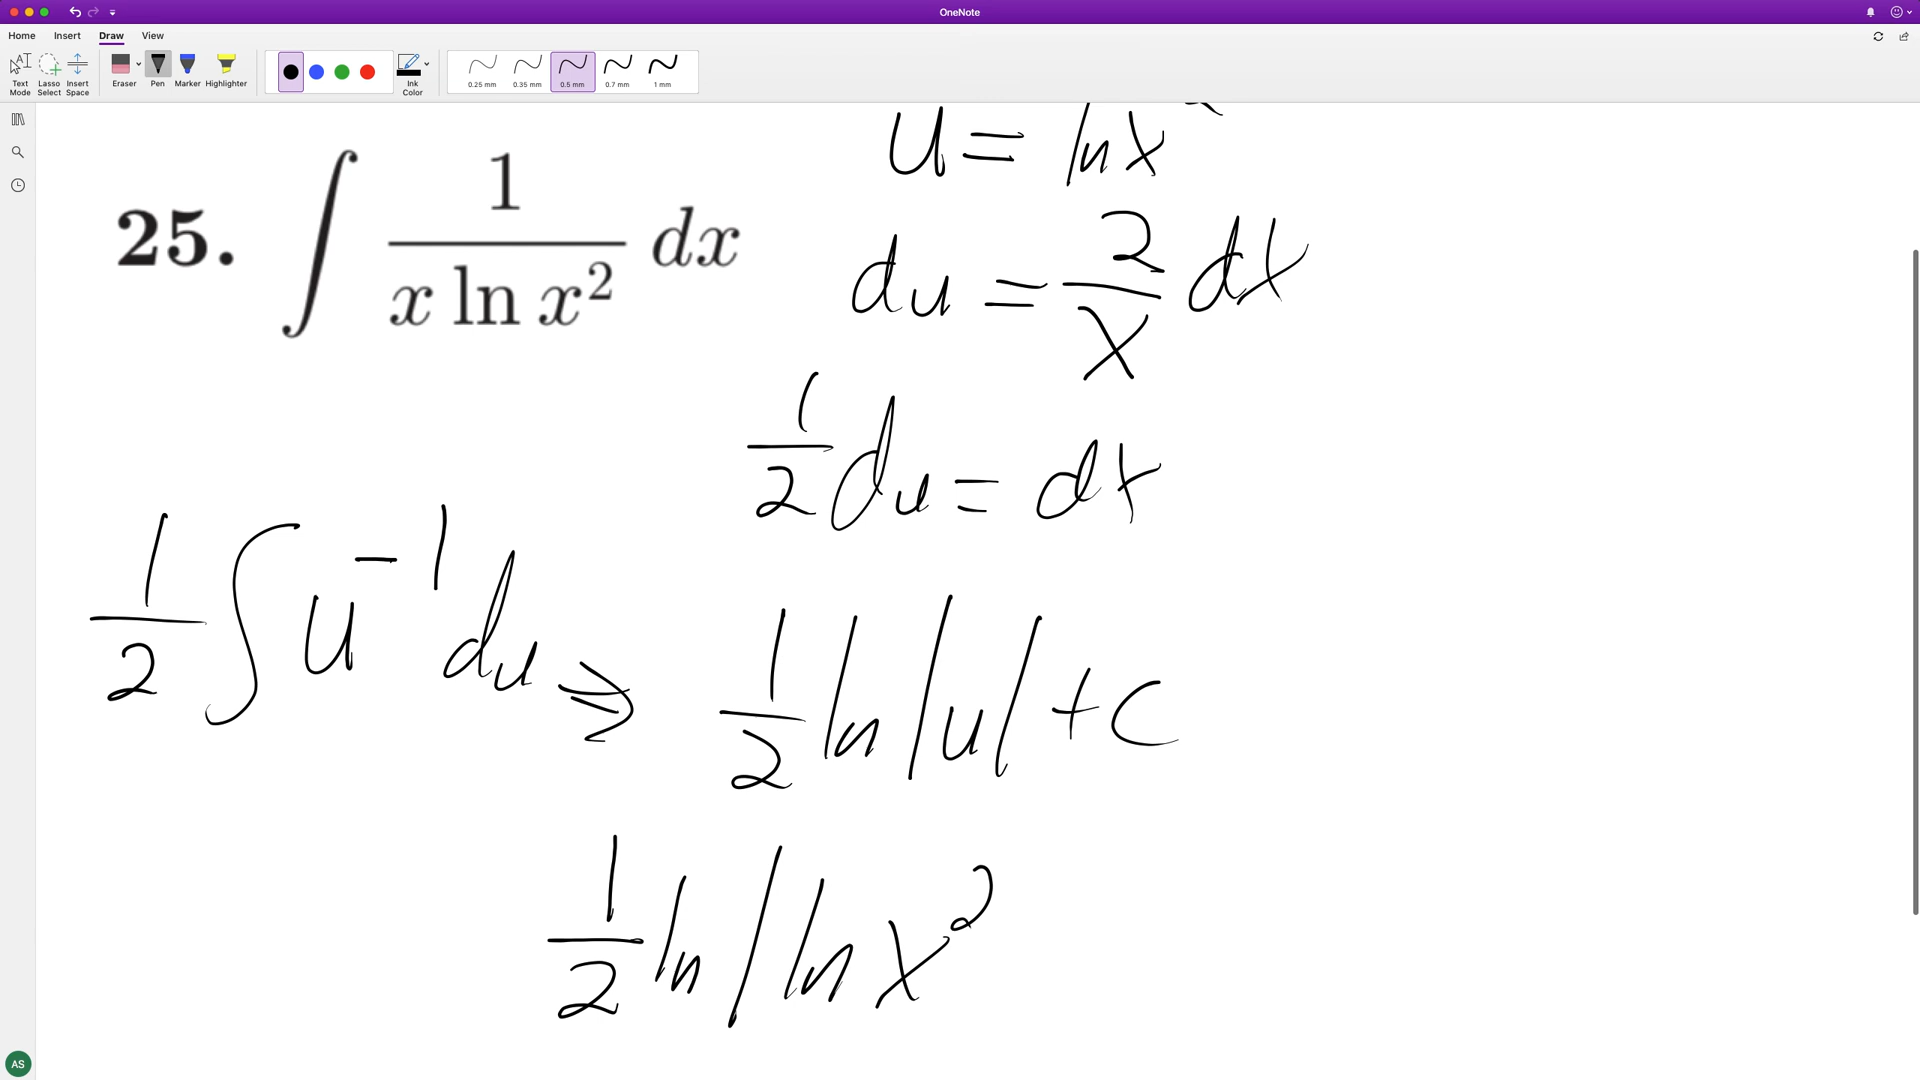 OneNote
Home Insert Draw View
Text Mode Lasso Select Insert Space Eraser Pen Marker Highlighter Ink Color 0.25 mm 0.35 mm 0.5 mm 0.7 mm 1 mm
u = ln x²
25. ∫ 1/(x ln x²) dx
du = 2/x dx
1/2 du = dx
1/2 ∫ u⁻¹ du ⇒ 1/2 ln|u| + C
1/2 ln|ln x²
AS